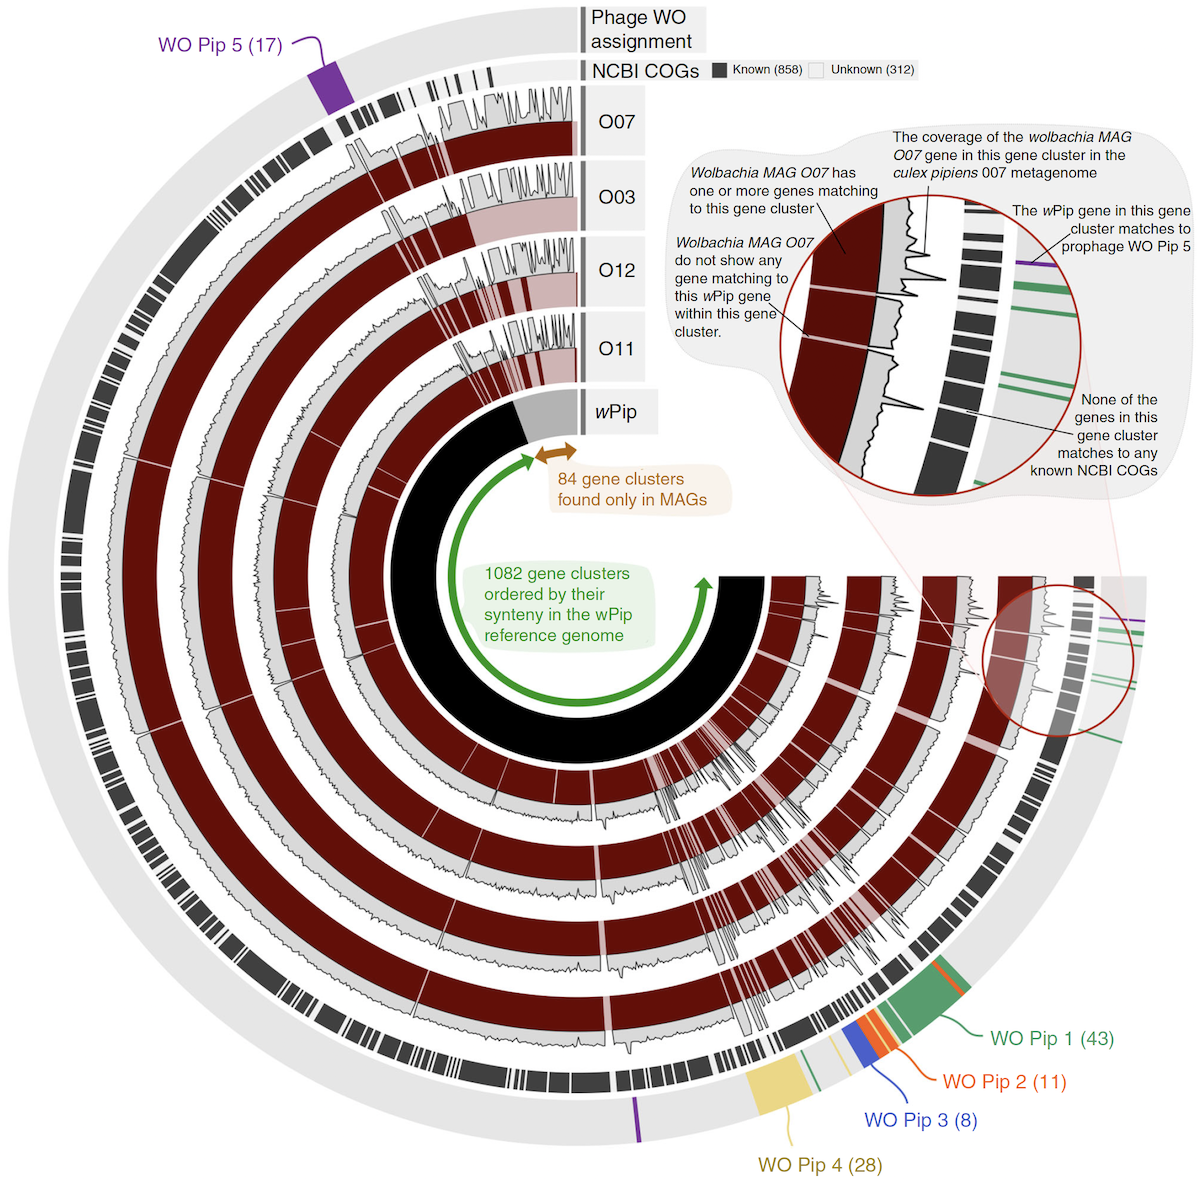 WO Pip 5 (17)
Phage WO
assignment
NCBI COGs
Known (858)
Unknown (312)
O07
O03
O12
O11
wPip
84 gene clusters
found only in MAGs
1082 gene clusters
ordered by their
synteny in the wPip
reference genome
The coverage of the wolbachia MAG
O07 gene in this gene cluster in the
culex pipiens 007 metagenome
Wolbachia MAG O07 has
one or more genes matching
to this gene cluster
The wPip gene in this gene
cluster matches to
prophage WO Pip 5
Wolbachia MAG O07
do not show any
gene matching to
this wPip gene
within this gene
cluster.
None of the
genes in this
gene cluster
matches to any
known NCBI COGs
WO Pip 1 (43)
WO Pip 2 (11)
WO Pip 3 (8)
WO Pip 4 (28)